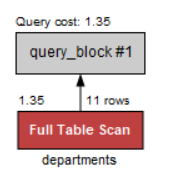 Query cost: 1.35
query_block #1
1.35 11 rows
Full Table Scan
departments